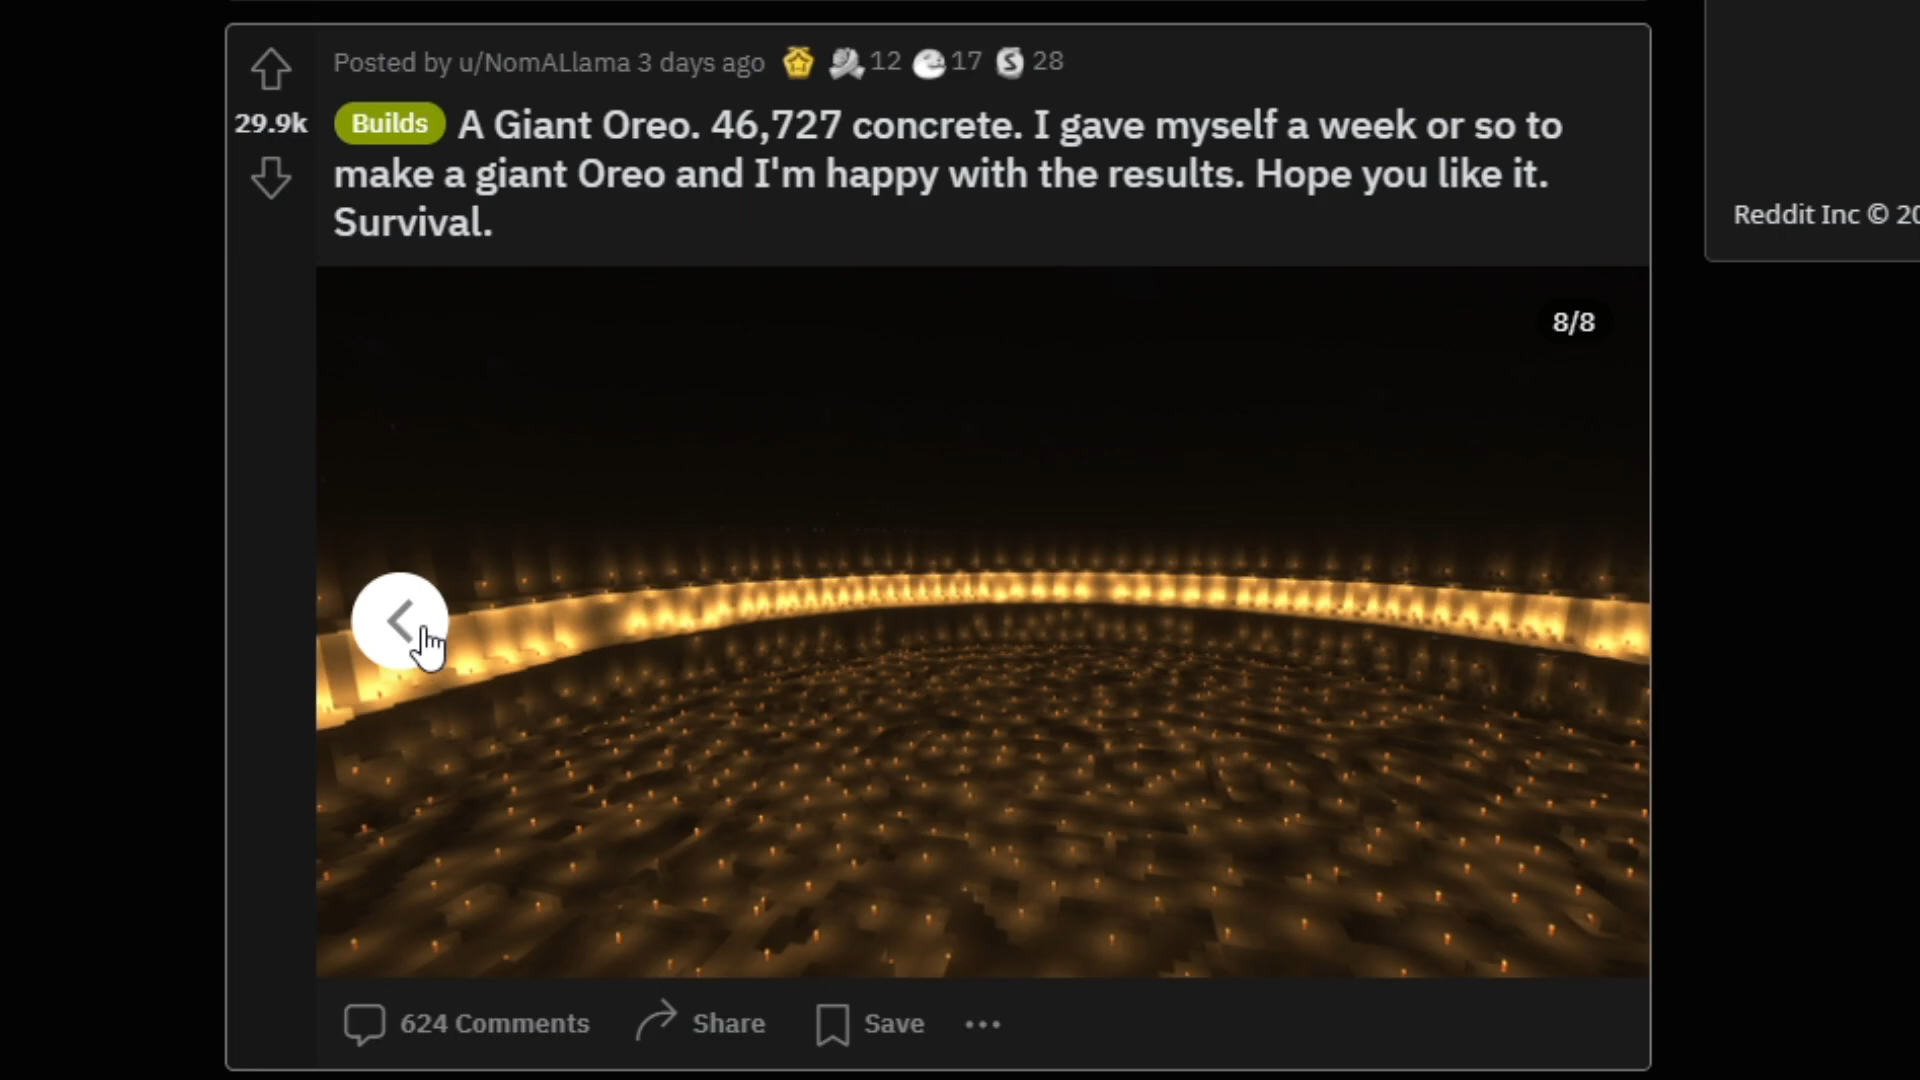 Posted by u/NomALlama 3 days ago 12 17 28
29.9k
Builds A Giant Oreo. 46,727 concrete. I gave myself a week or so to
make a giant Oreo and I'm happy with the results. Hope you like it.
Survival.
Reddit Inc © 20
8/8
624 Comments Share Save